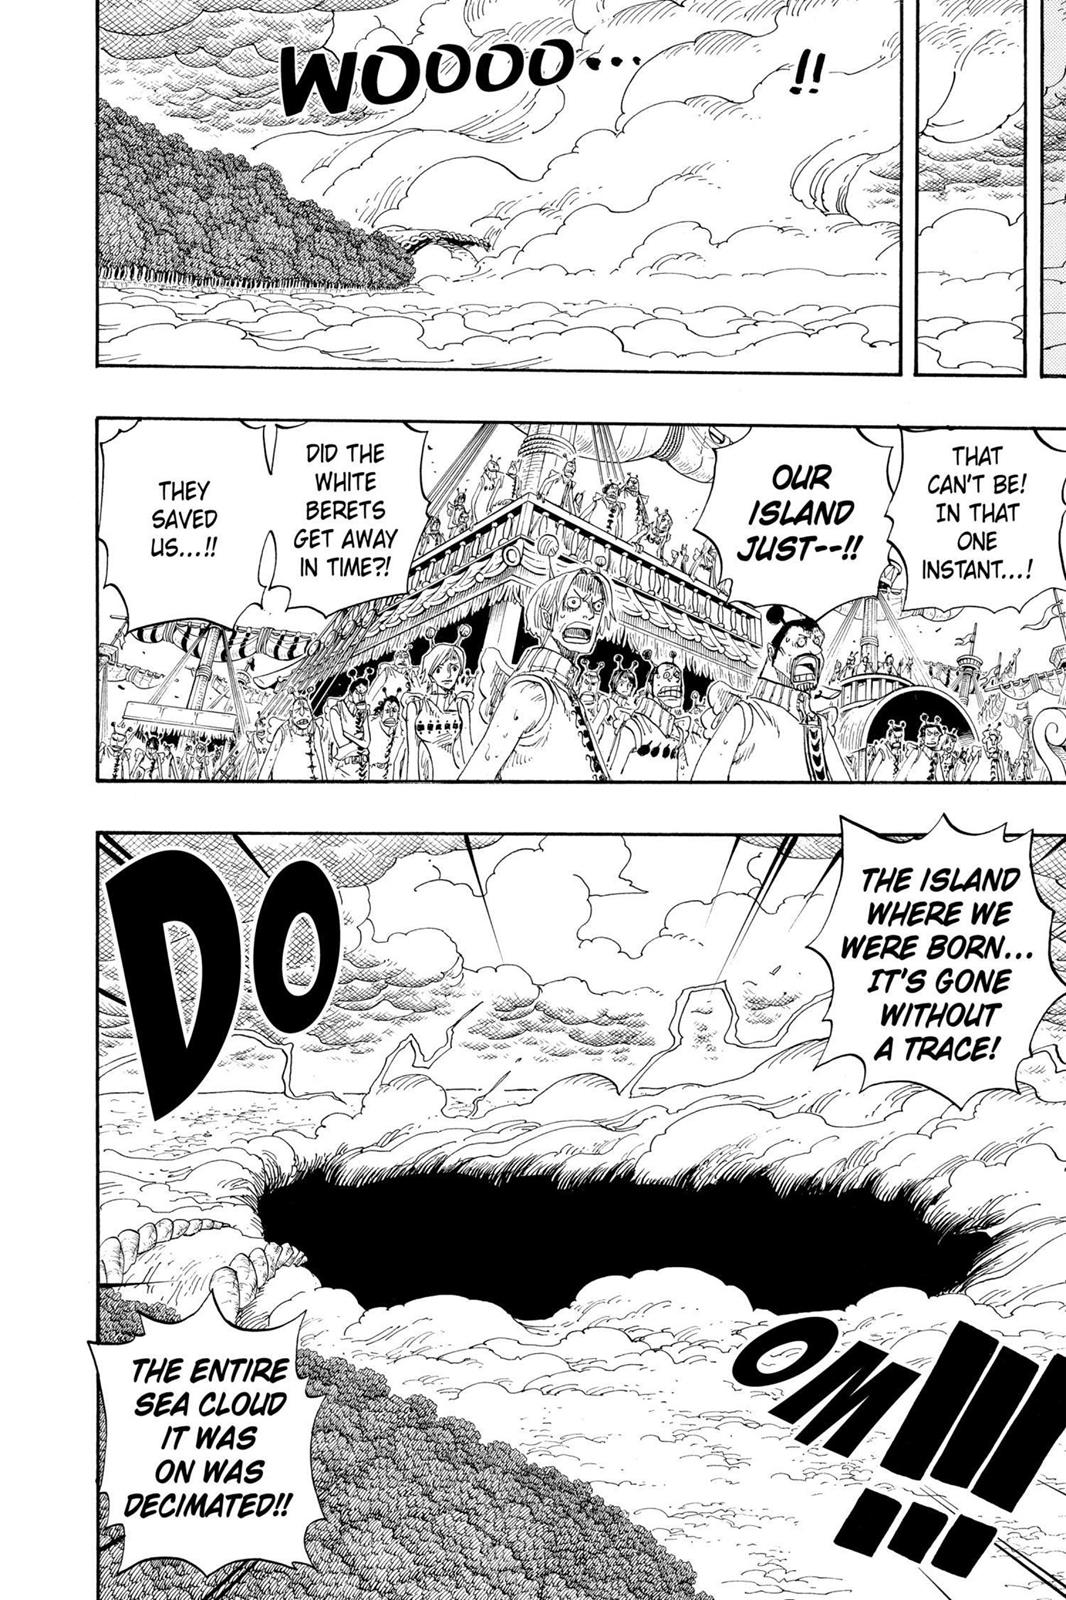 WOOOO...
!!
THAT
CAN'T BE!
IN THAT
ONE
INSTANT...!
OUR
ISLAND
JUST--!!
DID THE
WHITE
BERETS
GET AWAY
IN TIME?!
THEY
SAVED
US...!!
THE ISLAND
WHERE WE
WERE BORN...
IT'S GONE
WITHOUT
A TRACE!
DO
OM!!!
THE ENTIRE
SEA CLOUD
IT WAS
ON WAS
DECIMATED!!